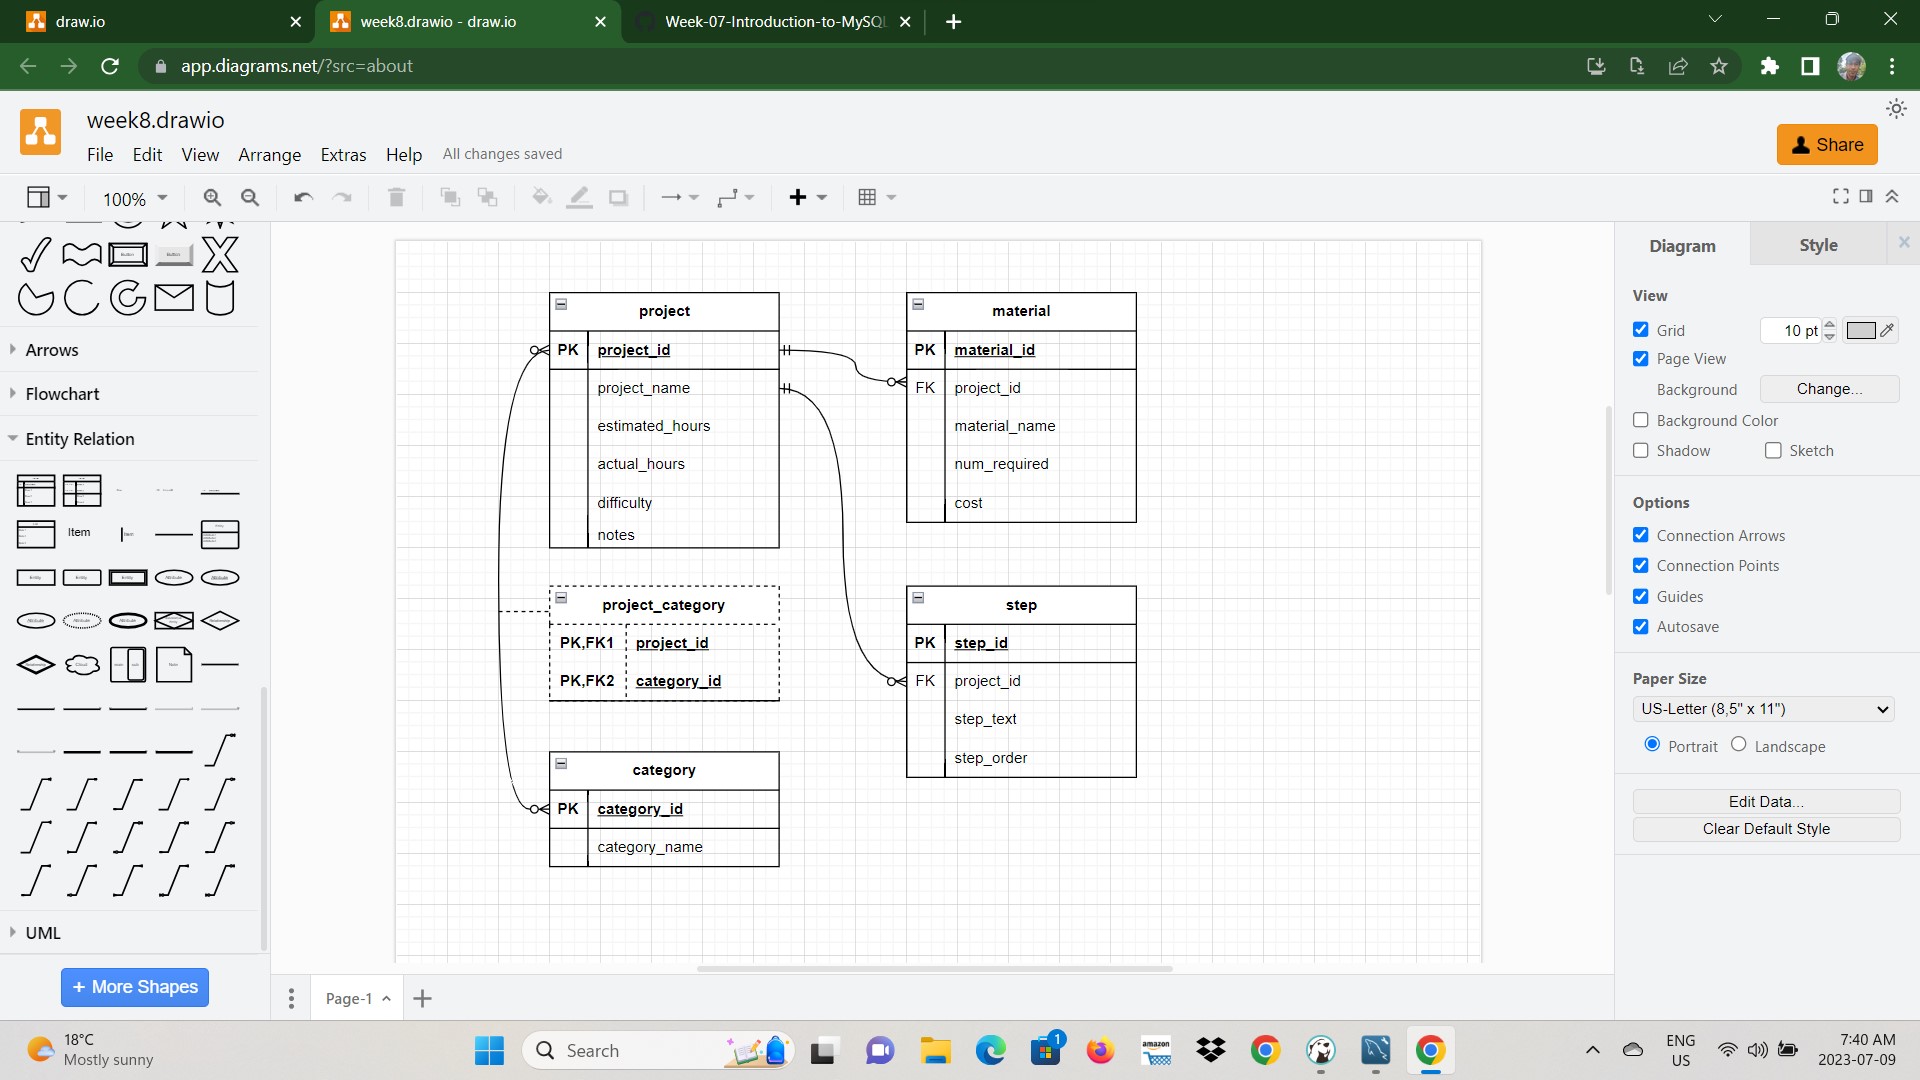 draw.io
week8.drawio - draw.io
Week-07-Introduction-to-MySQL
app.diagrams.net/?src=about
week8.drawio
File Edit View Arrange Extras Help All changes saved
Share
100%
Arrows
Flowchart
Entity Relation
Item
UML
+ More Shapes
project
PK project_id
project_name
estimated_hours
actual_hours
difficulty
notes
material
PK material_id
FK project_id
material_name
num_required
cost
project_category
PK,FK1 project_id
PK,FK2 category_id
step
PK step_id
FK project_id
step_text
step_order
category
PK category_id
category_name
Page-1
Diagram Style
View
Grid 10 pt
Page View
Background Change...
Background Color
Shadow Sketch
Options
Connection Arrows
Connection Points
Guides
Autosave
Paper Size
US-Letter (8,5" x 11")
Portrait Landscape
Edit Data...
Clear Default Style
18°C
Mostly sunny
Search
1
amazon
ENG
US
7:40 AM
2023-07-09